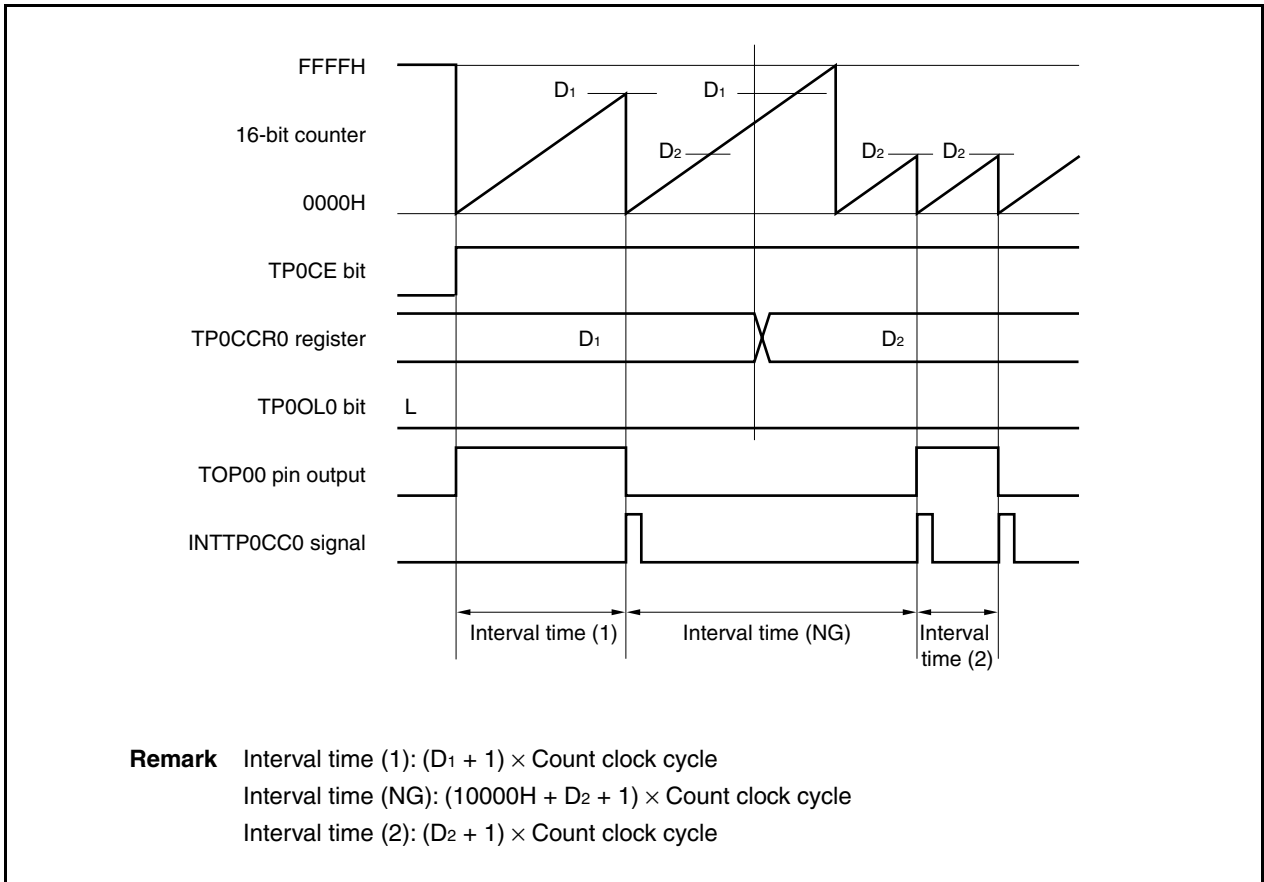 FFFFH
D1
D1
16-bit counter
D2
D2
D2
0000H
TP0CE bit
TP0CCR0 register
D1
D2
TP0OL0 bit
L
TOP00 pin output
INTTP0CC0 signal
Interval time (1)
Interval time (NG)
Interval
time (2)
Remark Interval time (1): (D1 + 1) × Count clock cycle
Interval time (NG): (10000H + D2 + 1) × Count clock cycle
Interval time (2): (D2 + 1) × Count clock cycle